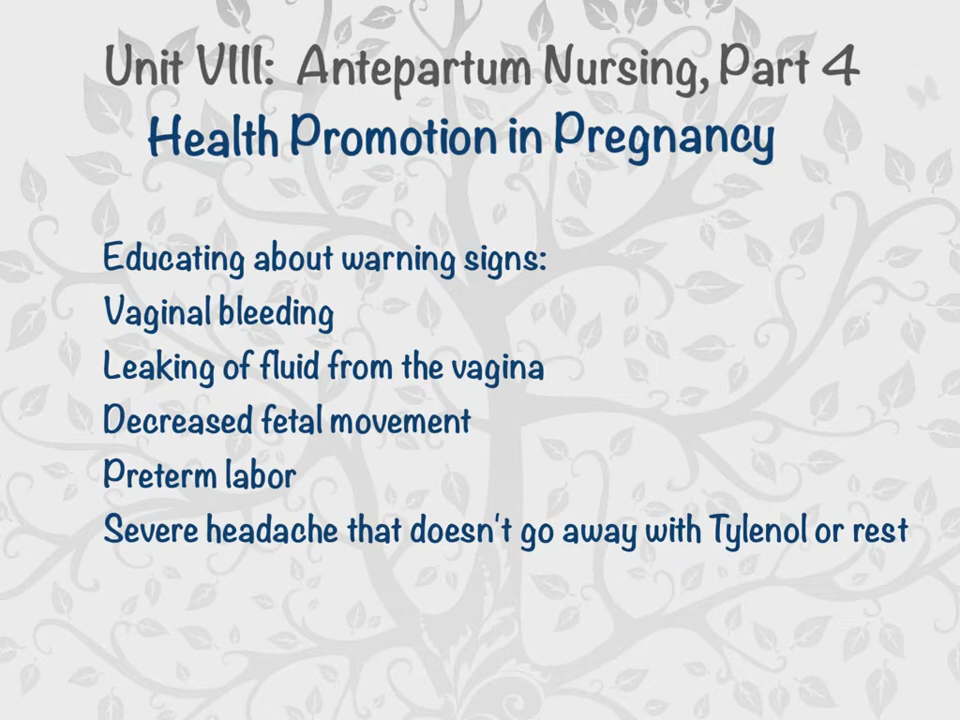 Unit VIII: Antepartum Nursing, Part 4
Health Promotion in Pregnancy
Educating about warning signs:
Vaginal bleeding
Leaking of fluid from the vagina
Decreased fetal movement
Preterm labor
Severe headache that doesn't go away with Tylenol or rest